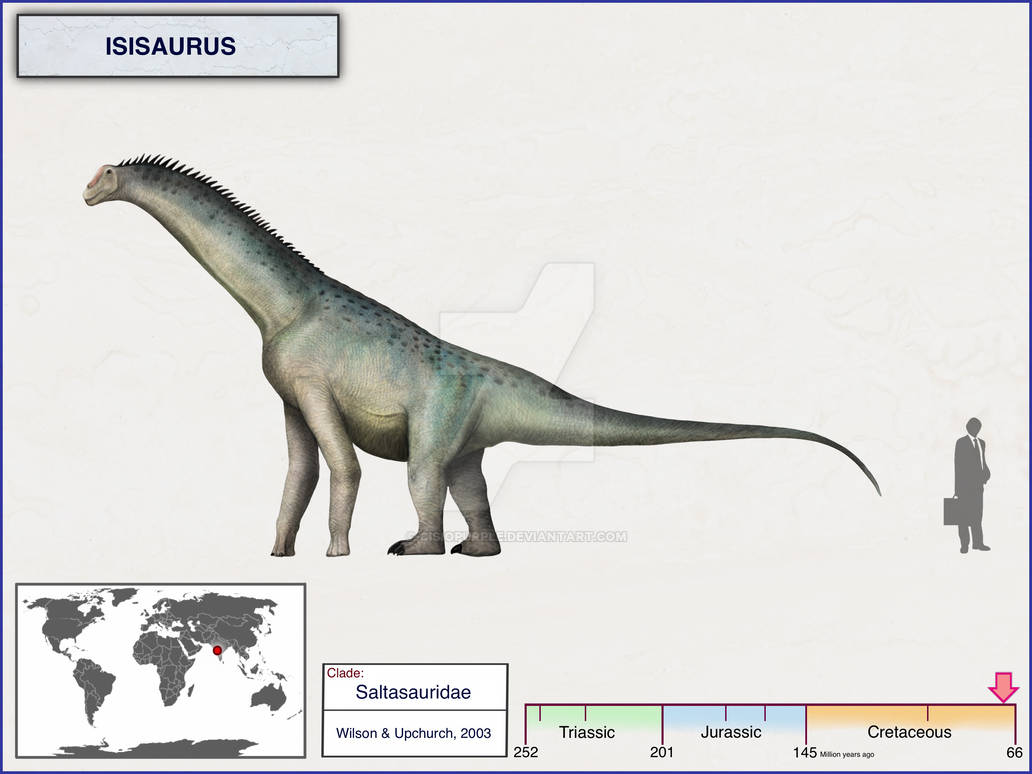 ISISAURUS
Clade:
Saltasauridae
Wilson & Upchurch, 2003
Triassic
Jurassic
Cretaceous
252
201
145
Million years ago
66